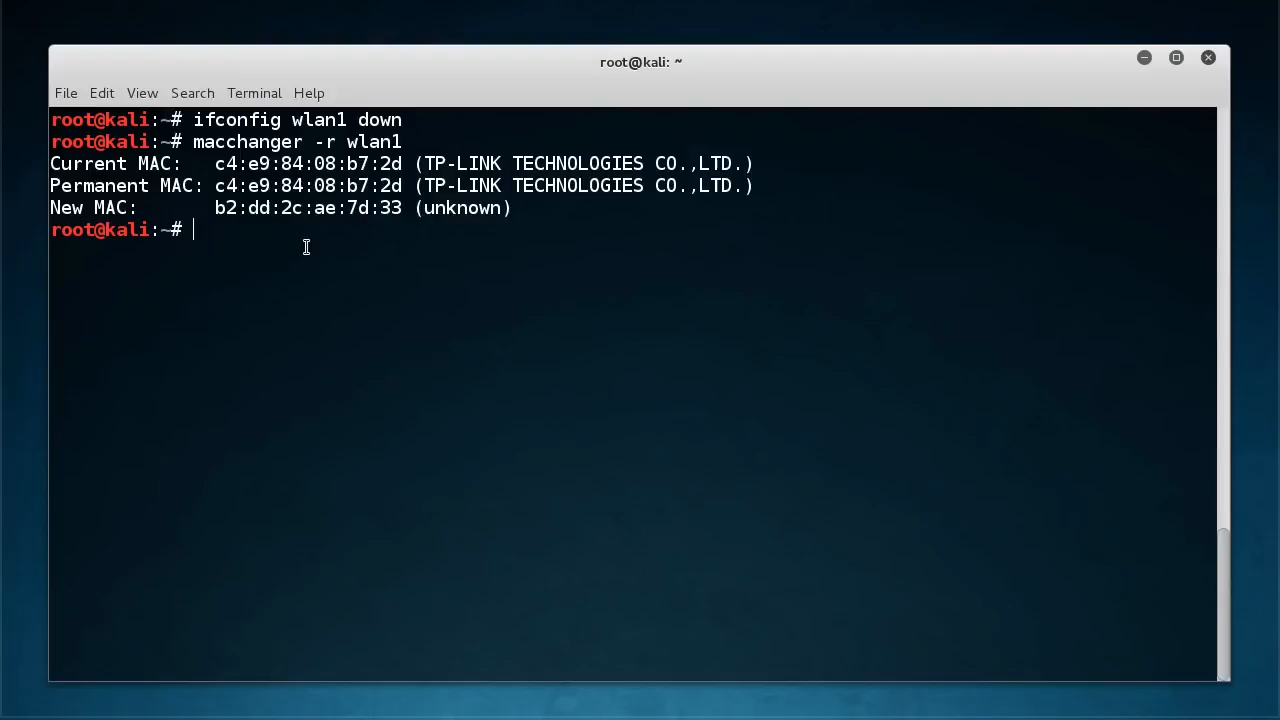 root@kali: ~
File Edit View Search Terminal Help
root@kali:~# ifconfig wlan1 down
root@kali:~# macchanger -r wlan1
Current MAC:   c4:e9:84:08:b7:2d (TP-LINK TECHNOLOGIES CO.,LTD.)
Permanent MAC: c4:e9:84:08:b7:2d (TP-LINK TECHNOLOGIES CO.,LTD.)
New MAC:       b2:dd:2c:ae:7d:33 (unknown)
root@kali:~#